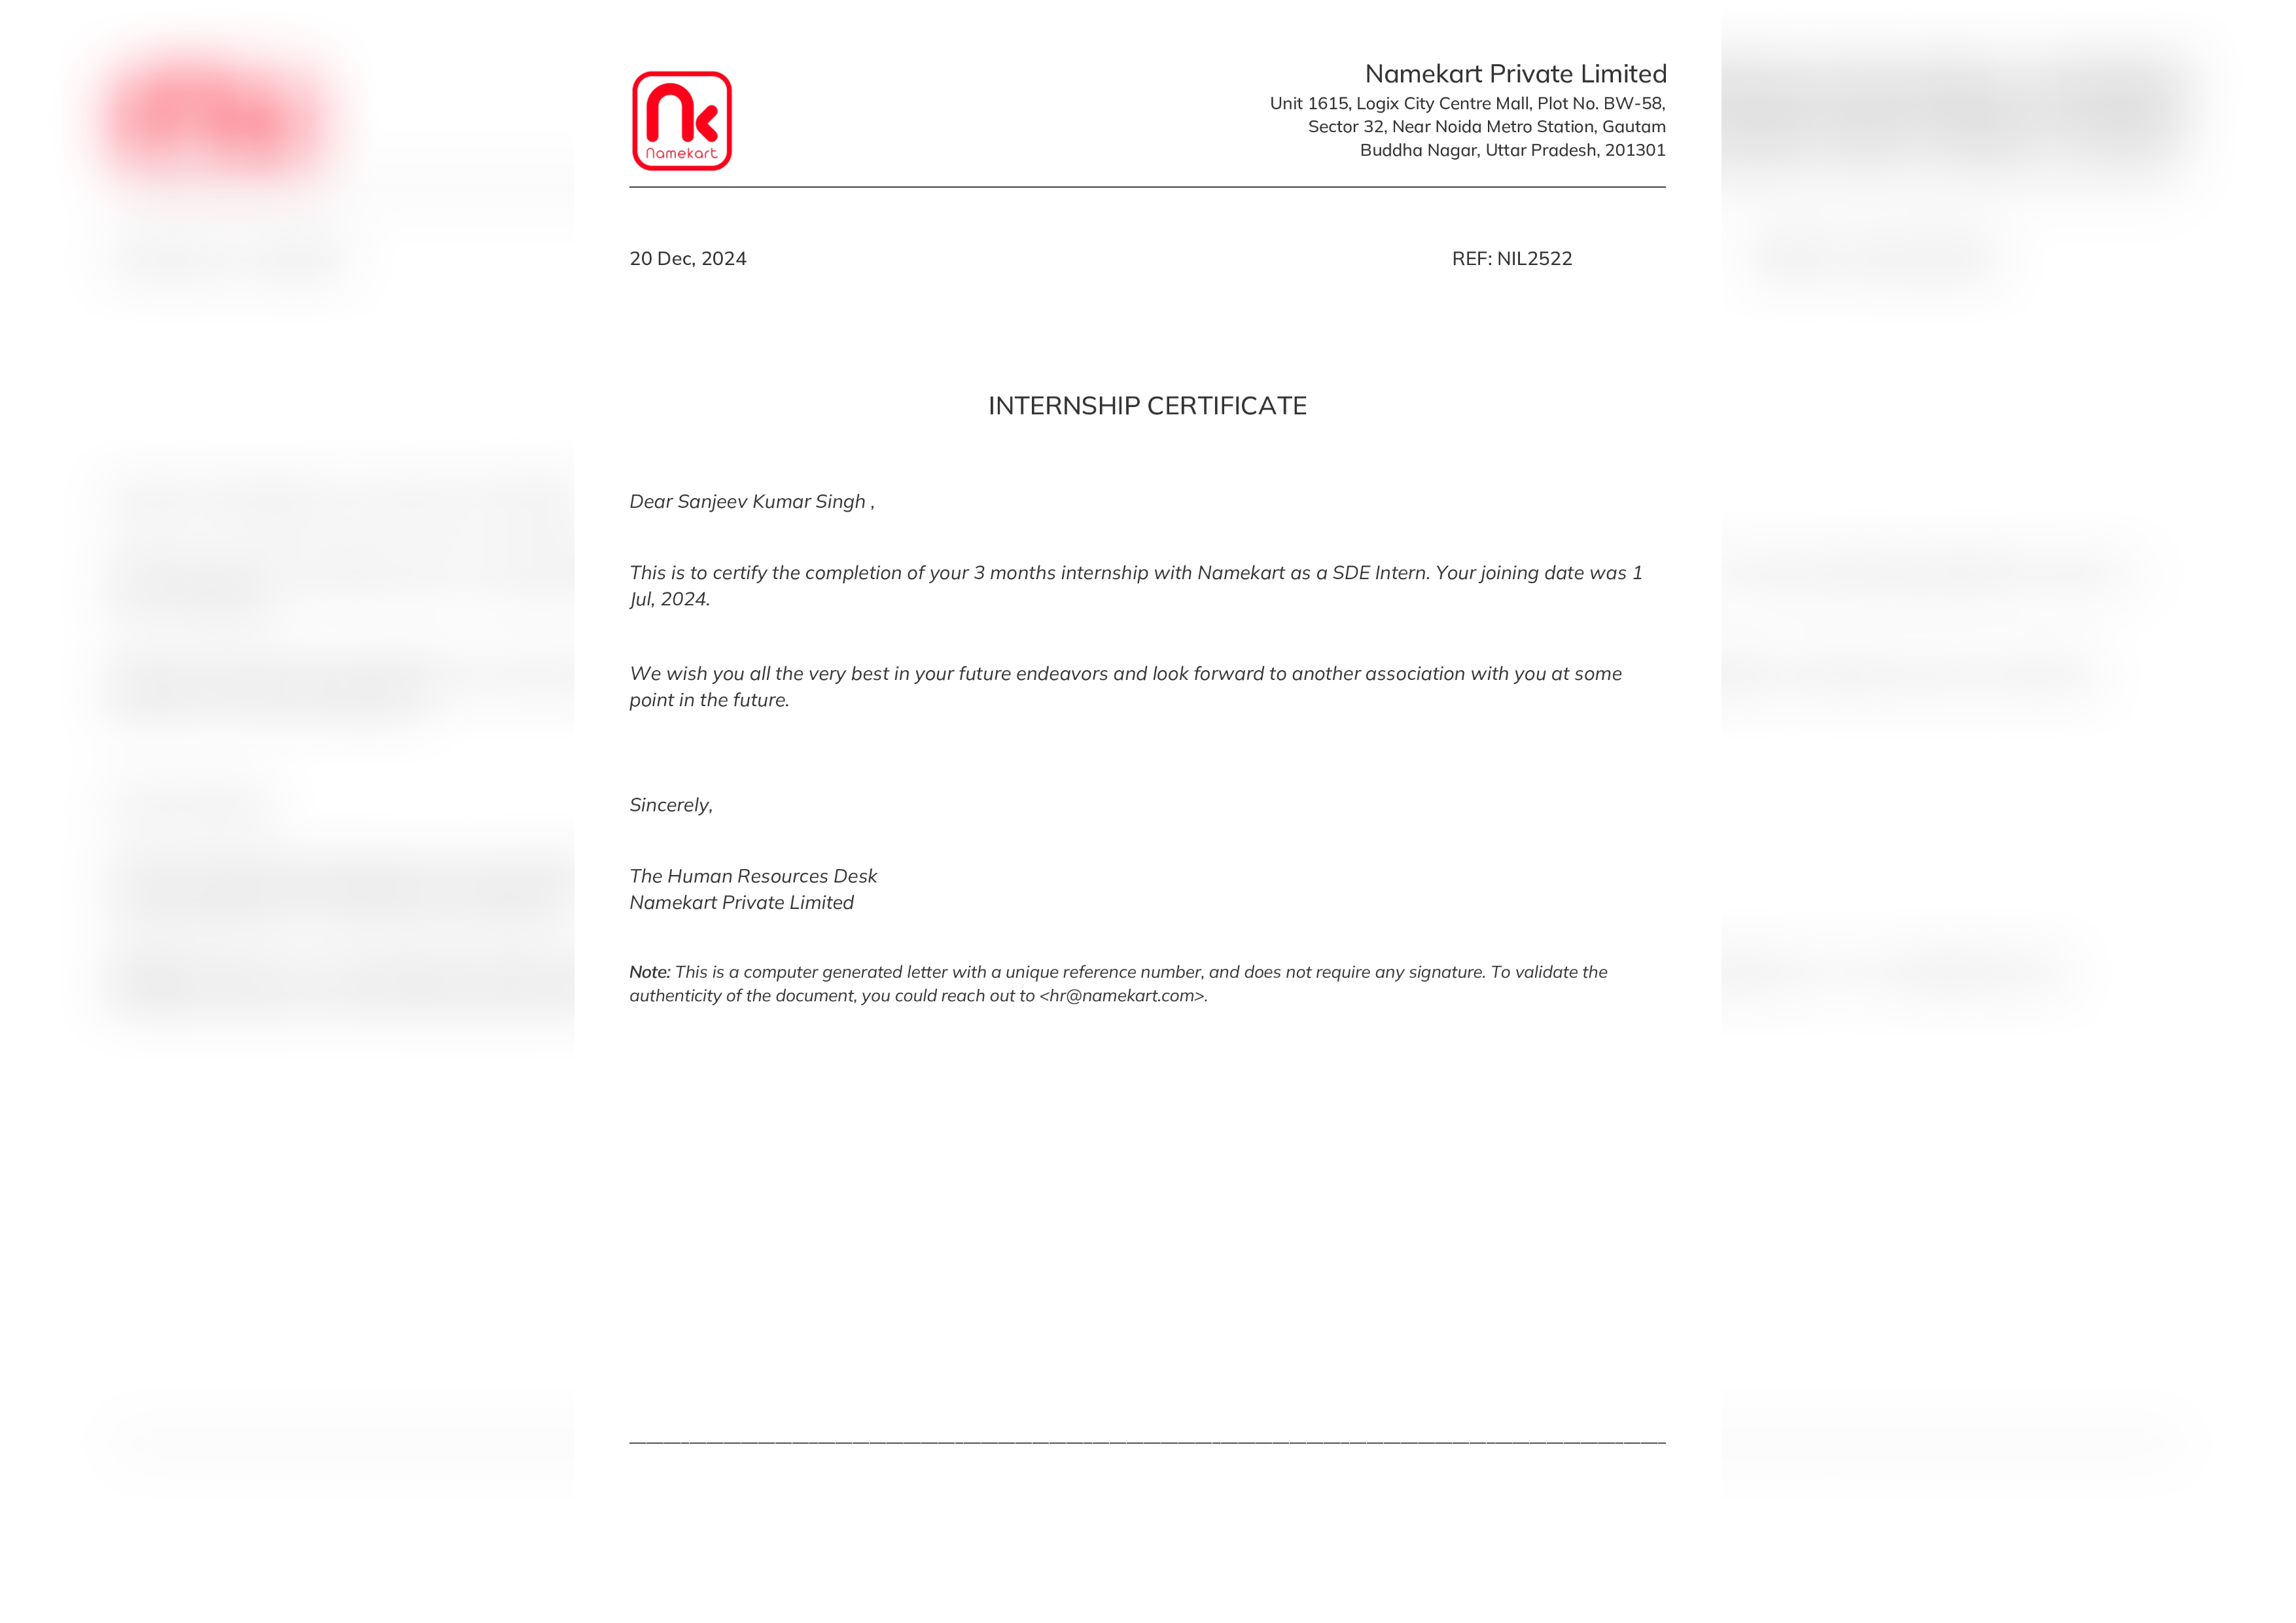 Namekart
Namekart Private Limited
Unit 1615, Logix City Centre Mall, Plot No. BW-58,
Sector 32, Near Noida Metro Station, Gautam
Buddha Nagar, Uttar Pradesh, 201301
20 Dec, 2024 REF: NIL2522
INTERNSHIP CERTIFICATE
Dear Sanjeev Kumar Singh ,
This is to certify the completion of your 3 months internship with Namekart as a SDE Intern. Your joining date was 1
Jul, 2024.
We wish you all the very best in your future endeavors and look forward to another association with you at some
point in the future.
Sincerely,
The Human Resources Desk
Namekart Private Limited
Note: This is a computer generated letter with a unique reference number, and does not require any signature. To validate the
authenticity of the document, you could reach out to <hr@namekart.com>.